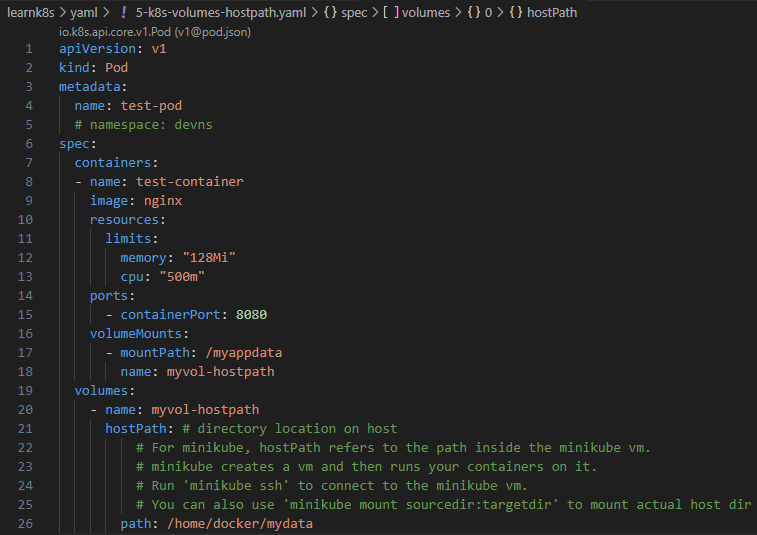 learnk8s > yaml > ! 5-k8s-volumes-hostpath.yaml > {} spec > [ ] volumes > {} 0 > {} hostPath
io.k8s.api.core.v1.Pod (v1@pod.json)
1 apiVersion: v1
2 kind: Pod
3 metadata:
4   name: test-pod
5   # namespace: devns
6 spec:
7   containers:
8   - name: test-container
9     image: nginx
10     resources:
11       limits:
12         memory: "128Mi"
13         cpu: "500m"
14     ports:
15       - containerPort: 8080
16     volumeMounts:
17       - mountPath: /myappdata
18         name: myvol-hostpath
19   volumes:
20     - name: myvol-hostpath
21       hostPath: # directory location on host
22           # For minikube, hostPath refers to the path inside the minikube vm.
23           # minikube creates a vm and then runs your containers on it.
24           # Run 'minikube ssh' to connect to the minikube vm.
25           # You can also use 'minikube mount sourcedir:targetdir' to mount actual host dir
26         path: /home/docker/mydata